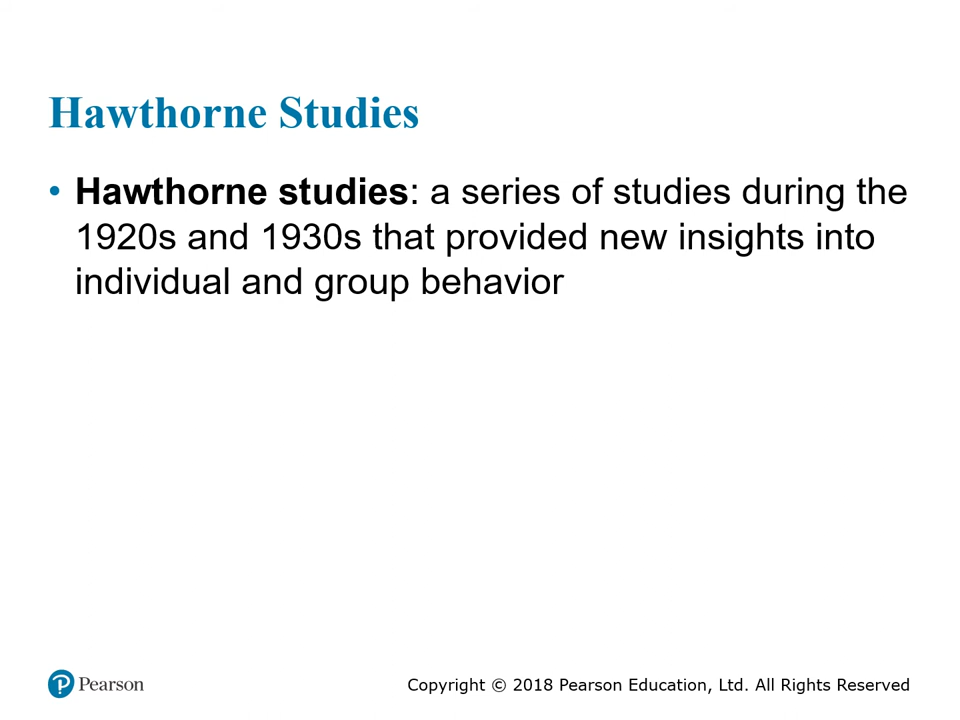 Hawthorne Studies
• Hawthorne studies: a series of studies during the
1920s and 1930s that provided new insights into
individual and group behavior
Pearson
Copyright © 2018 Pearson Education, Ltd. All Rights Reserved